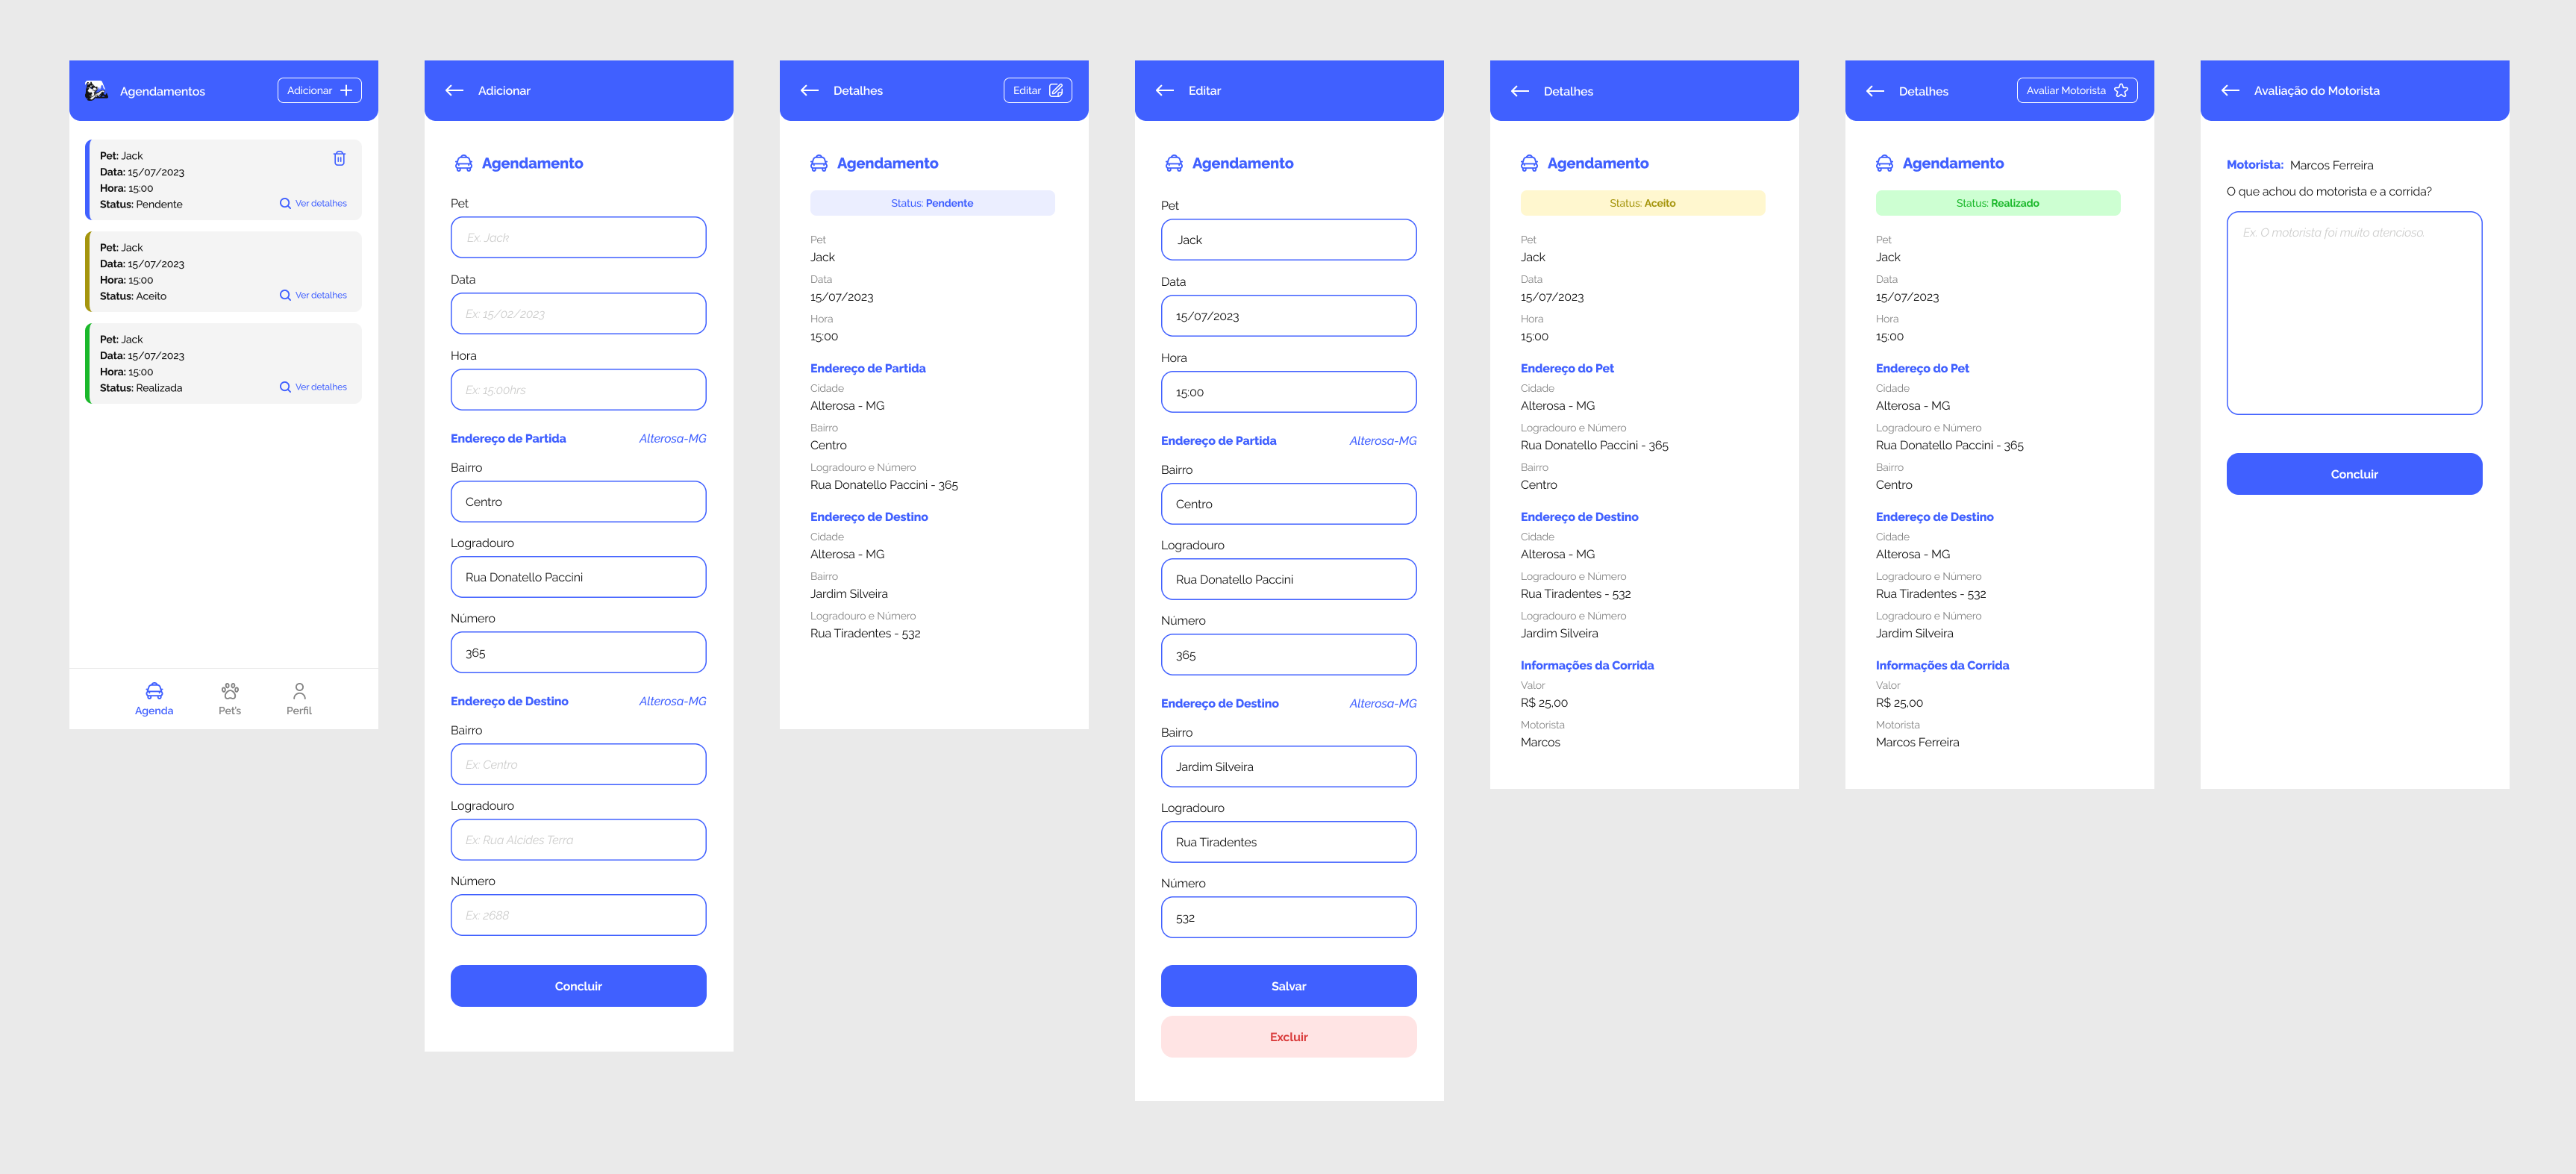 Agendamentos
Adicionar
Pet: Jack
Data: 15/07/2023
Hora: 15:00
Status: Pendente
Ver detalhes
Pet: Jack
Data: 15/07/2023
Hora: 15:00
Status: Aceito
Ver detalhes
Pet: Jack
Data: 15/07/2023
Hora: 15:00
Status: Realizada
Ver detalhes
Agenda
Pet's
Perfil
Adicionar
Agendamento
Pet
Ex. Jack
Data
Ex: 15/02/2023
Hora
Ex: 15:00hrs
Endereço de Partida
Alterosa-MG
Bairro
Centro
Logradouro
Rua Donatello Paccini
Número
365
Endereço de Destino
Alterosa-MG
Bairro
Ex: Centro
Logradouro
Ex: Rua Alcides Terra
Número
Ex: 2688
Concluir
Detalhes
Editar
Agendamento
Status: Pendente
Pet
Jack
Data
15/07/2023
Hora
15:00
Endereço de Partida
Cidade
Alterosa - MG
Bairro
Centro
Logradouro e Número
Rua Donatello Paccini - 365
Endereço de Destino
Cidade
Alterosa - MG
Bairro
Jardim Silveira
Logradouro e Número
Rua Tiradentes - 532
Editar
Agendamento
Pet
Jack
Data
15/07/2023
Hora
15:00
Endereço de Partida
Alterosa-MG
Bairro
Centro
Logradouro
Rua Donatello Paccini
Número
365
Endereço de Destino
Alterosa-MG
Bairro
Jardim Silveira
Logradouro
Rua Tiradentes
Número
532
Salvar
Excluir
Detalhes
Agendamento
Status: Aceito
Pet
Jack
Data
15/07/2023
Hora
15:00
Endereço do Pet
Cidade
Alterosa - MG
Logradouro e Número
Rua Donatello Paccini - 365
Bairro
Centro
Endereço de Destino
Cidade
Alterosa - MG
Logradouro e Número
Rua Tiradentes - 532
Logradouro e Número
Jardim Silveira
Informações da Corrida
Valor
R$ 25,00
Motorista
Marcos
Detalhes
Avaliar Motorista
Agendamento
Status: Realizado
Pet
Jack
Data
15/07/2023
Hora
15:00
Endereço do Pet
Cidade
Alterosa - MG
Logradouro e Número
Rua Donatello Paccini - 365
Bairro
Centro
Endereço de Destino
Cidade
Alterosa - MG
Logradouro e Número
Rua Tiradentes - 532
Logradouro e Número
Jardim Silveira
Informações da Corrida
Valor
R$ 25,00
Motorista
Marcos Ferreira
Avaliação do Motorista
Motorista: Marcos Ferreira
O que achou do motorista e a corrida?
Ex. O motorista foi muito atencioso.
Concluir